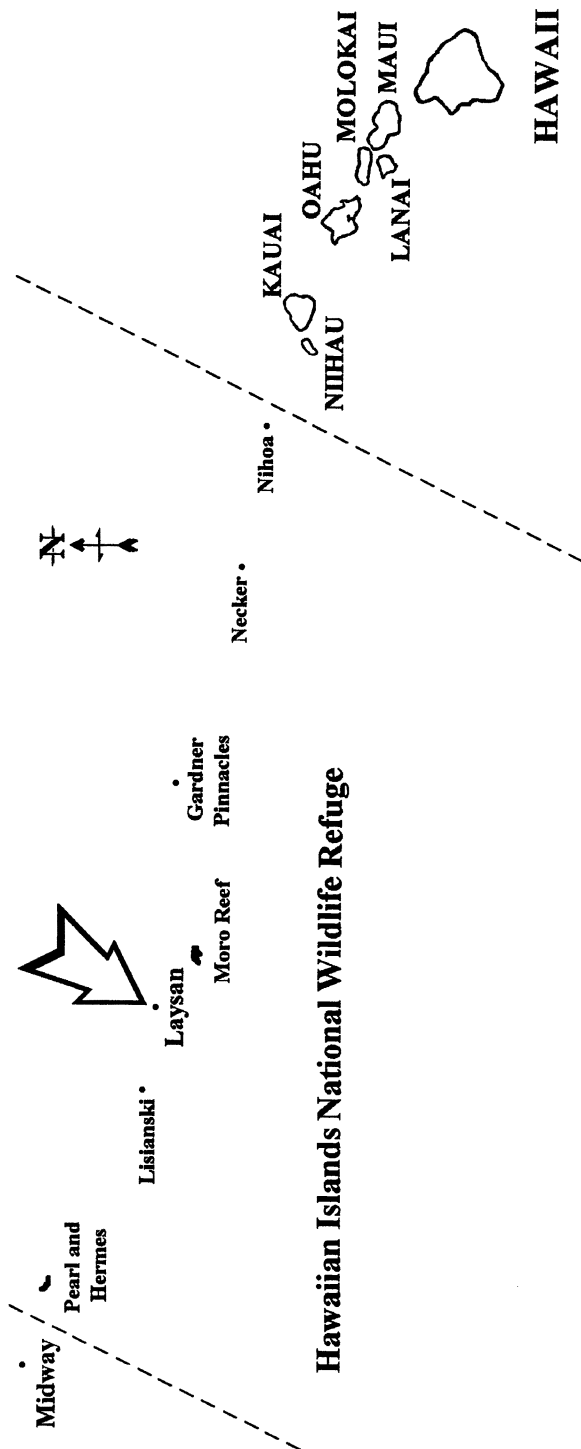 Midway
Pearl and
Hermes
Lisianski
Laysan
Moro Reef
Gardner
Pinnacles
Necker
N
Nihoa
NIIHAU
KAUAI
OAHU
MOLOKAI
MAUI
LANAI
HAWAII
Hawaiian Islands National Wildlife Refuge